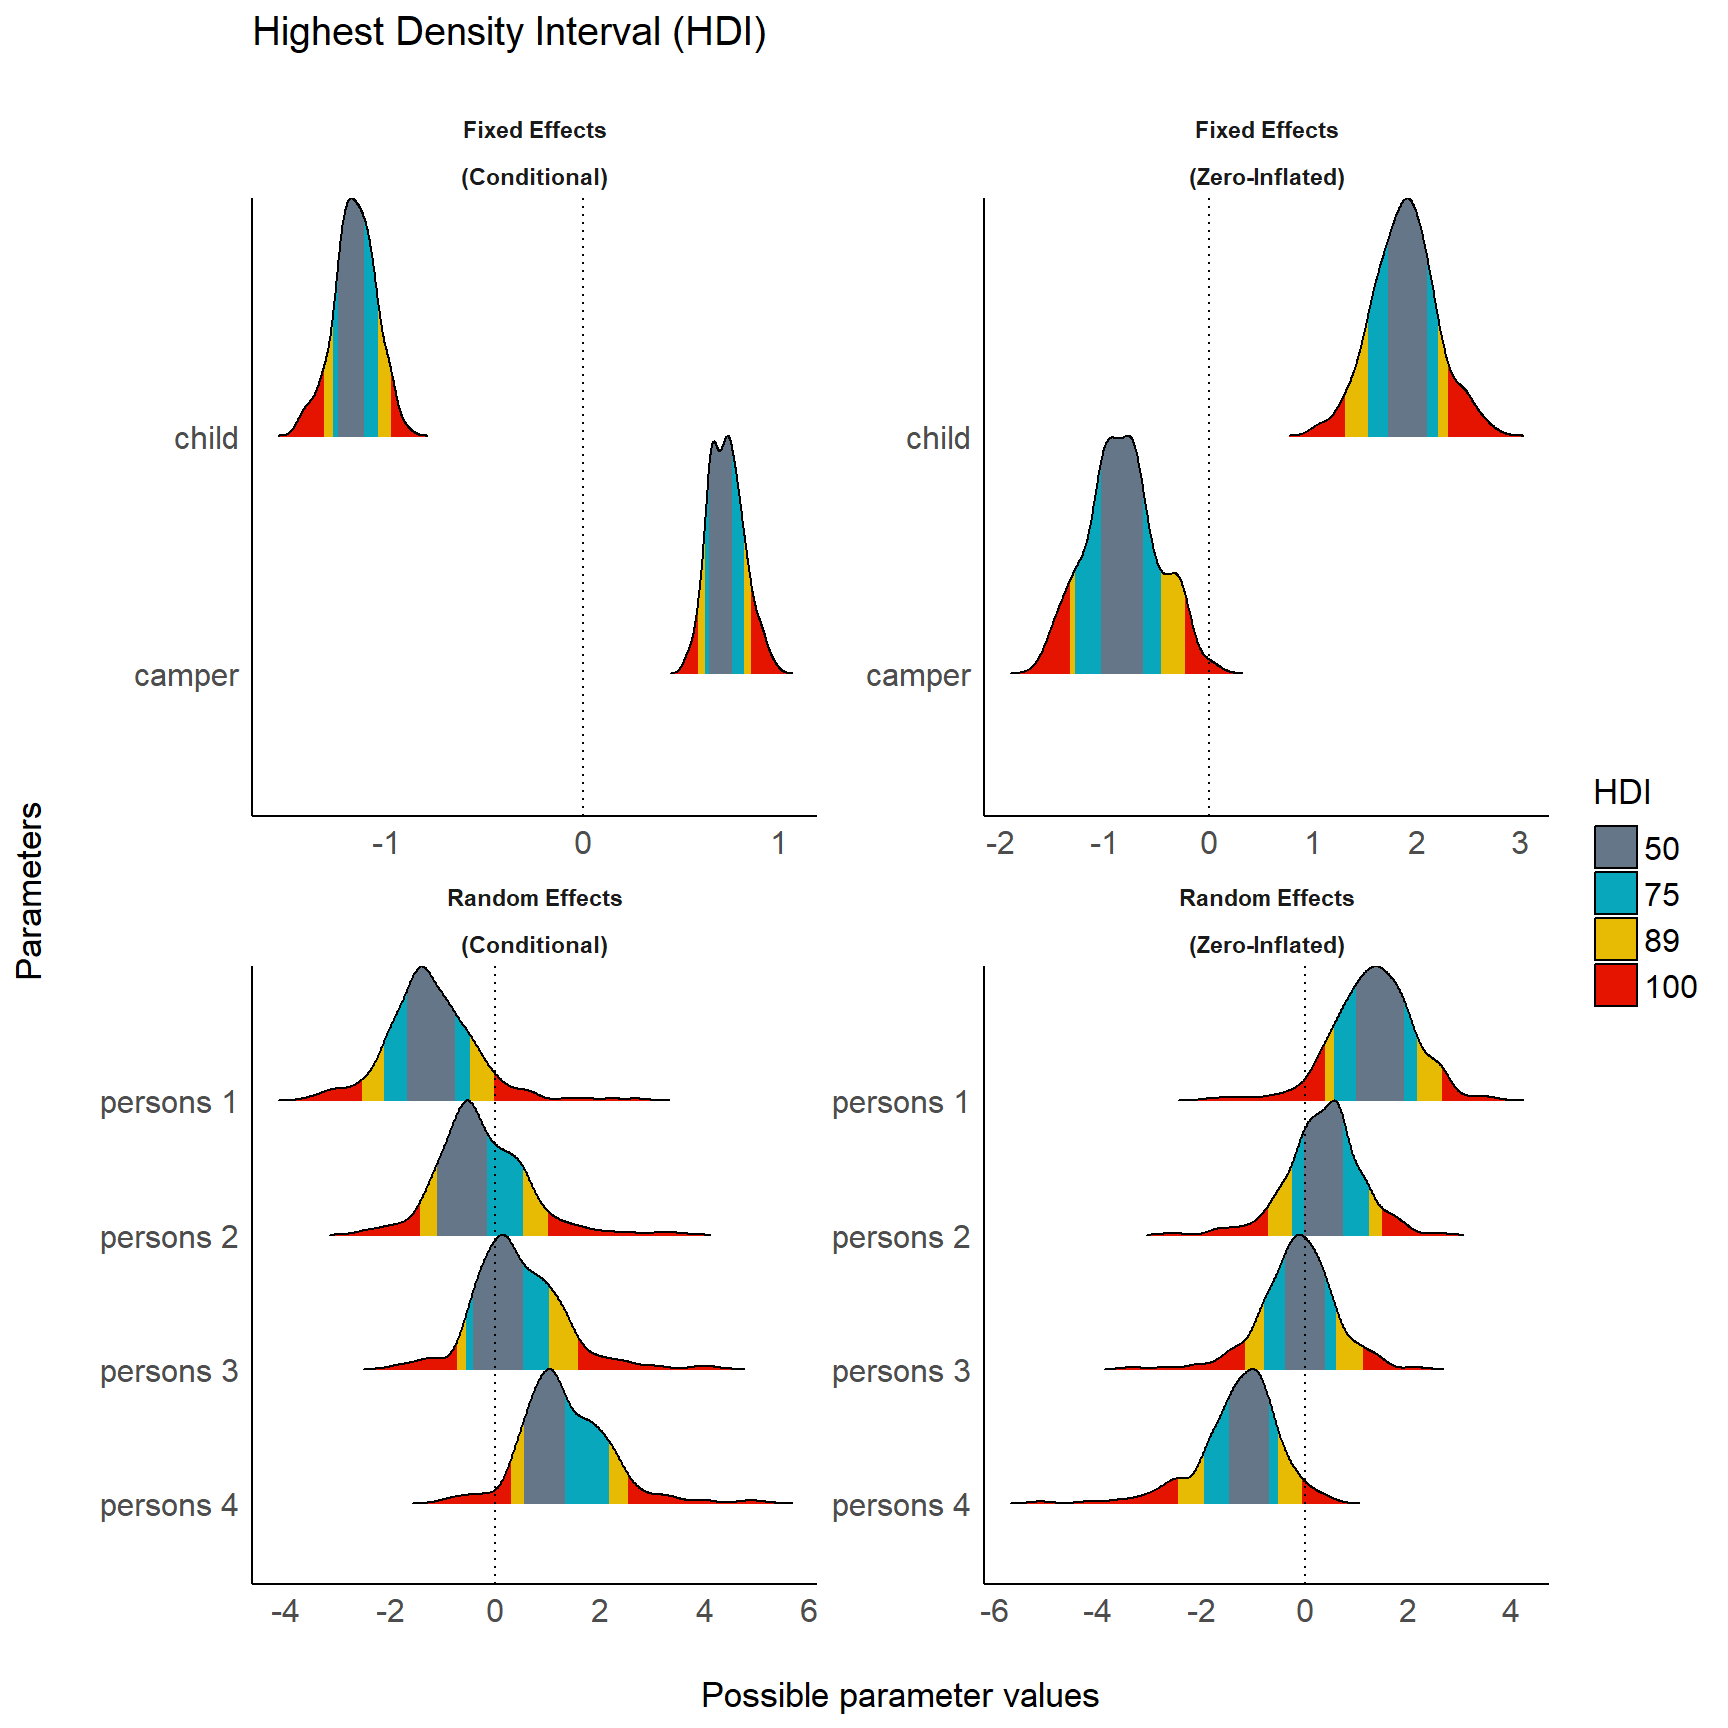 Highest Density Interval (HDI)
Fixed Effects
(Conditional)
Fixed Effects
(Zero-Inflated)
child
camper
child
camper
-1 0 1
-2 -1 0 1 2 3
Random Effects
(Conditional)
Random Effects
(Zero-Inflated)
persons 1
persons 2
persons 3
persons 4
persons 1
persons 2
persons 3
persons 4
-4 -2 0 2 4 6
-6 -4 -2 0 2 4
Parameters
Possible parameter values
HDI
50
75
89
100